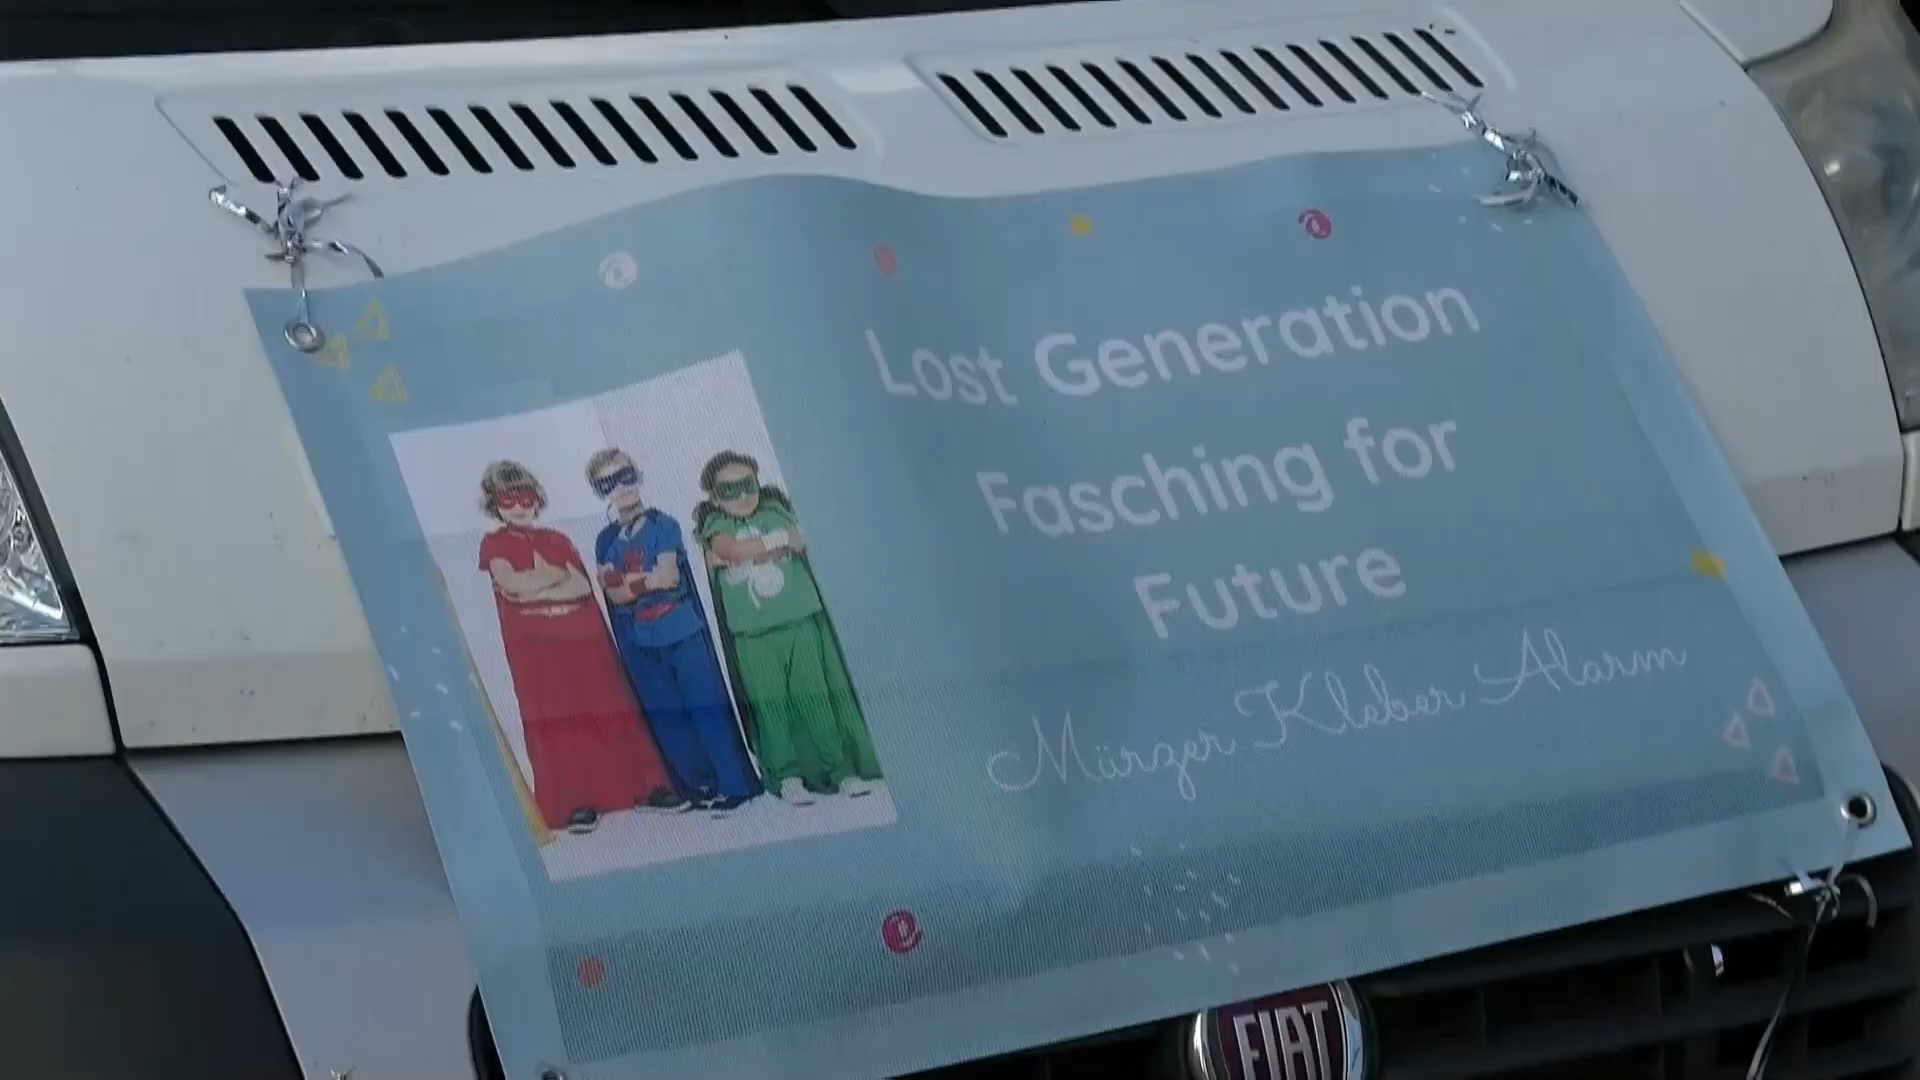 Lost Generation
Fasching for
Future
Mürzer Kleber Alarm
FIAT